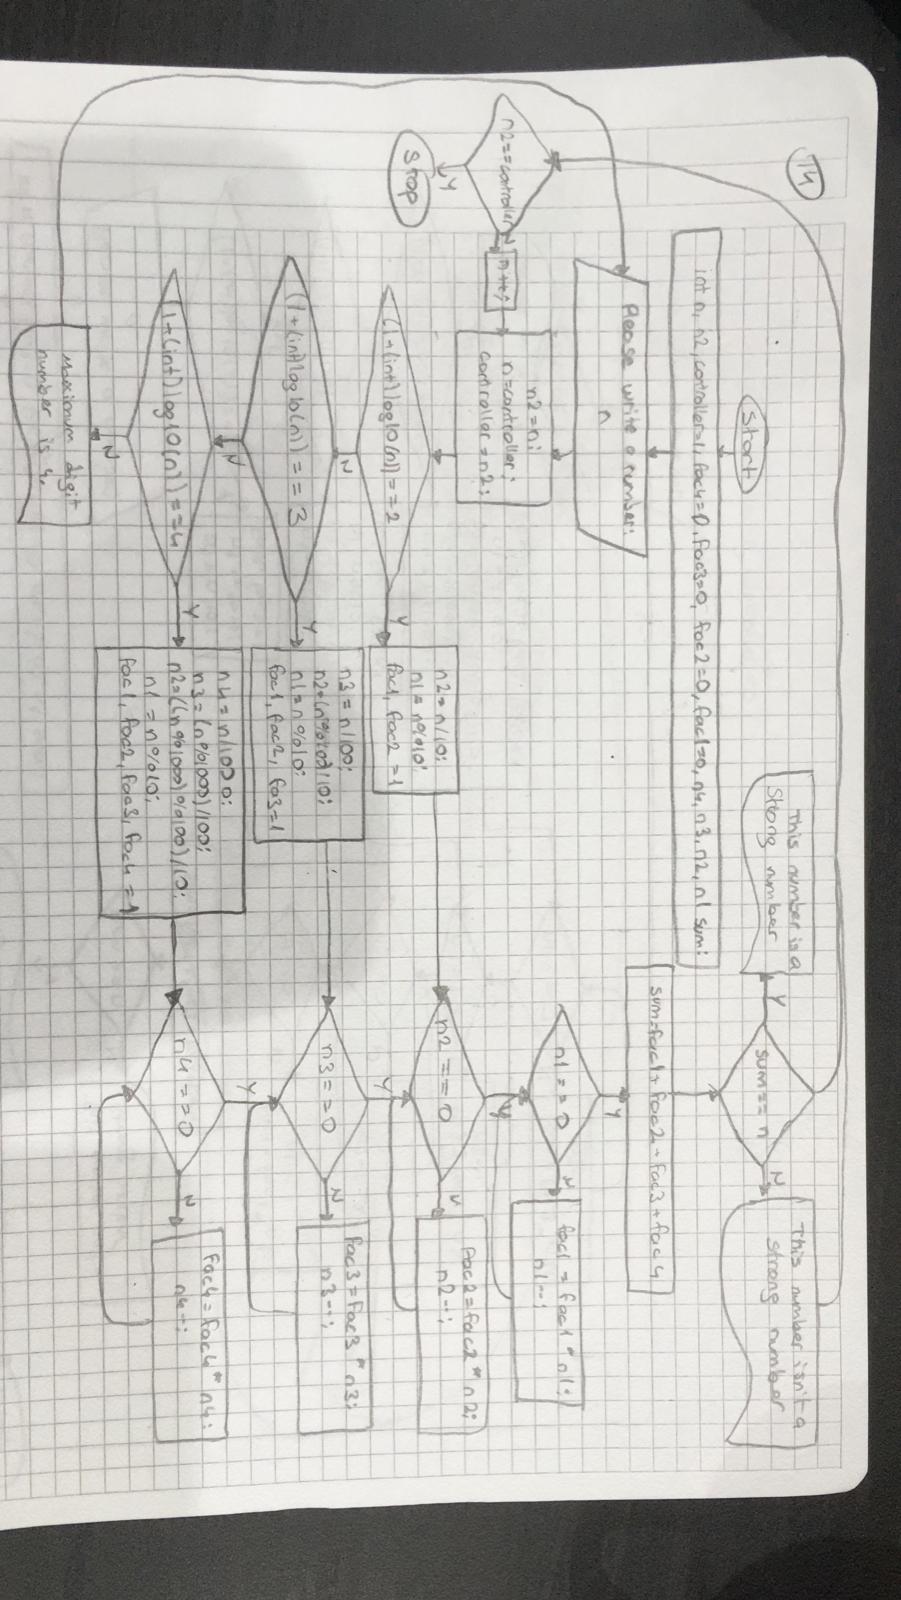 14
Start
int n, n2, controller=1, fac4=0, fac3=0, fac2=0, fac1=0, n4, n3, n2, n1 sum;
Please write a number:
n
n2==controller
N
Y
Stop
n++;
n2=n;
n=controller;
controller=n2;
(1+(int)log10(n))==2
Y
N
n2=n/10;
n1=n%10;
fac1, fac2=1
(1+(int)log10(n))==3
Y
N
n3=n/100;
n2=(n%100)/10;
n1=n%10;
fac1, fac2, fac3=1
(1+(int)log10(n))==4
Y
N
n4=n/1000;
n3=(n%1000)/100;
n2=((n%1000)%100)/10;
n1=n%10;
fac1, fac2, fac3, fac4=1
Maximum digit
number is 4.
n4==0
Y
N
fac4=fac4*n4;
n4--;
n3==0
Y
N
fac3=fac3*n3;
n3--;
n2==0
Y
N
fac2=fac2*n2;
n2--;
n1==0
Y
N
fac1=fac1*n1;
n1--;
sum=fac1+fac2+fac3+fac4
sum==n
Y
N
This number is a
Strong number
This number isn't a
strong number